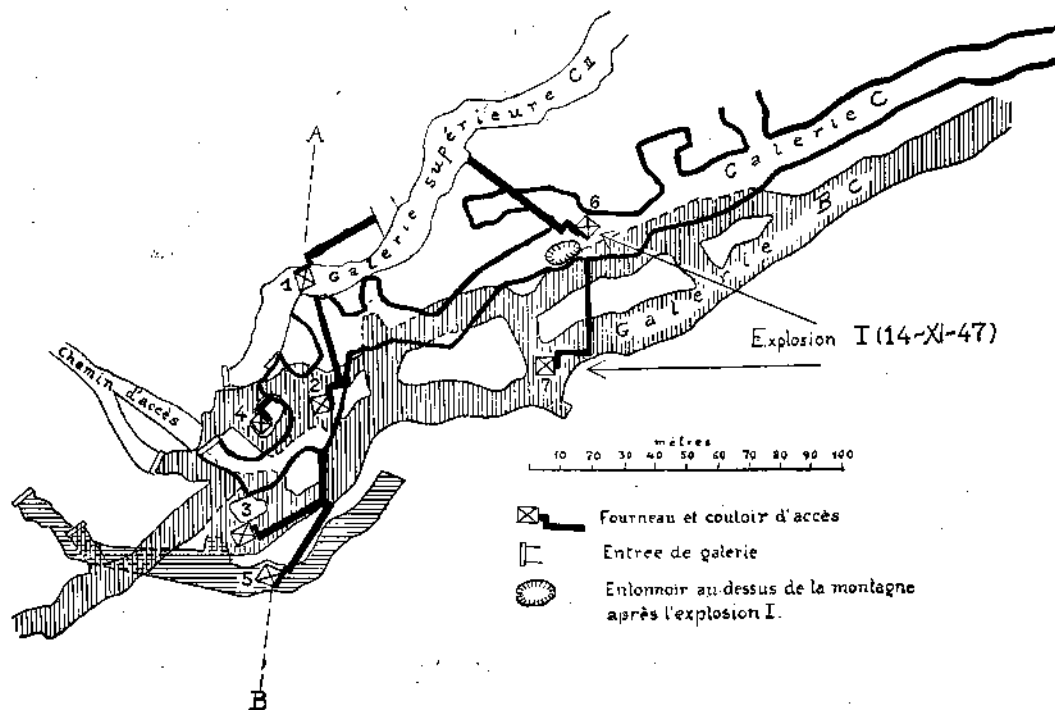 A
Galerie supérieure C II
Galerie C
Galerie BC
6
1
Explosion I (14-XI-47)
Chemin d'accès
2
7
4
mètres
10 20 30 40 50 60 70 80 90 100
3
Fourneau et couloir d'accès
Entree de galerie
5
Entonnoir au-dessus de la montagne
après l'explosion I.
B